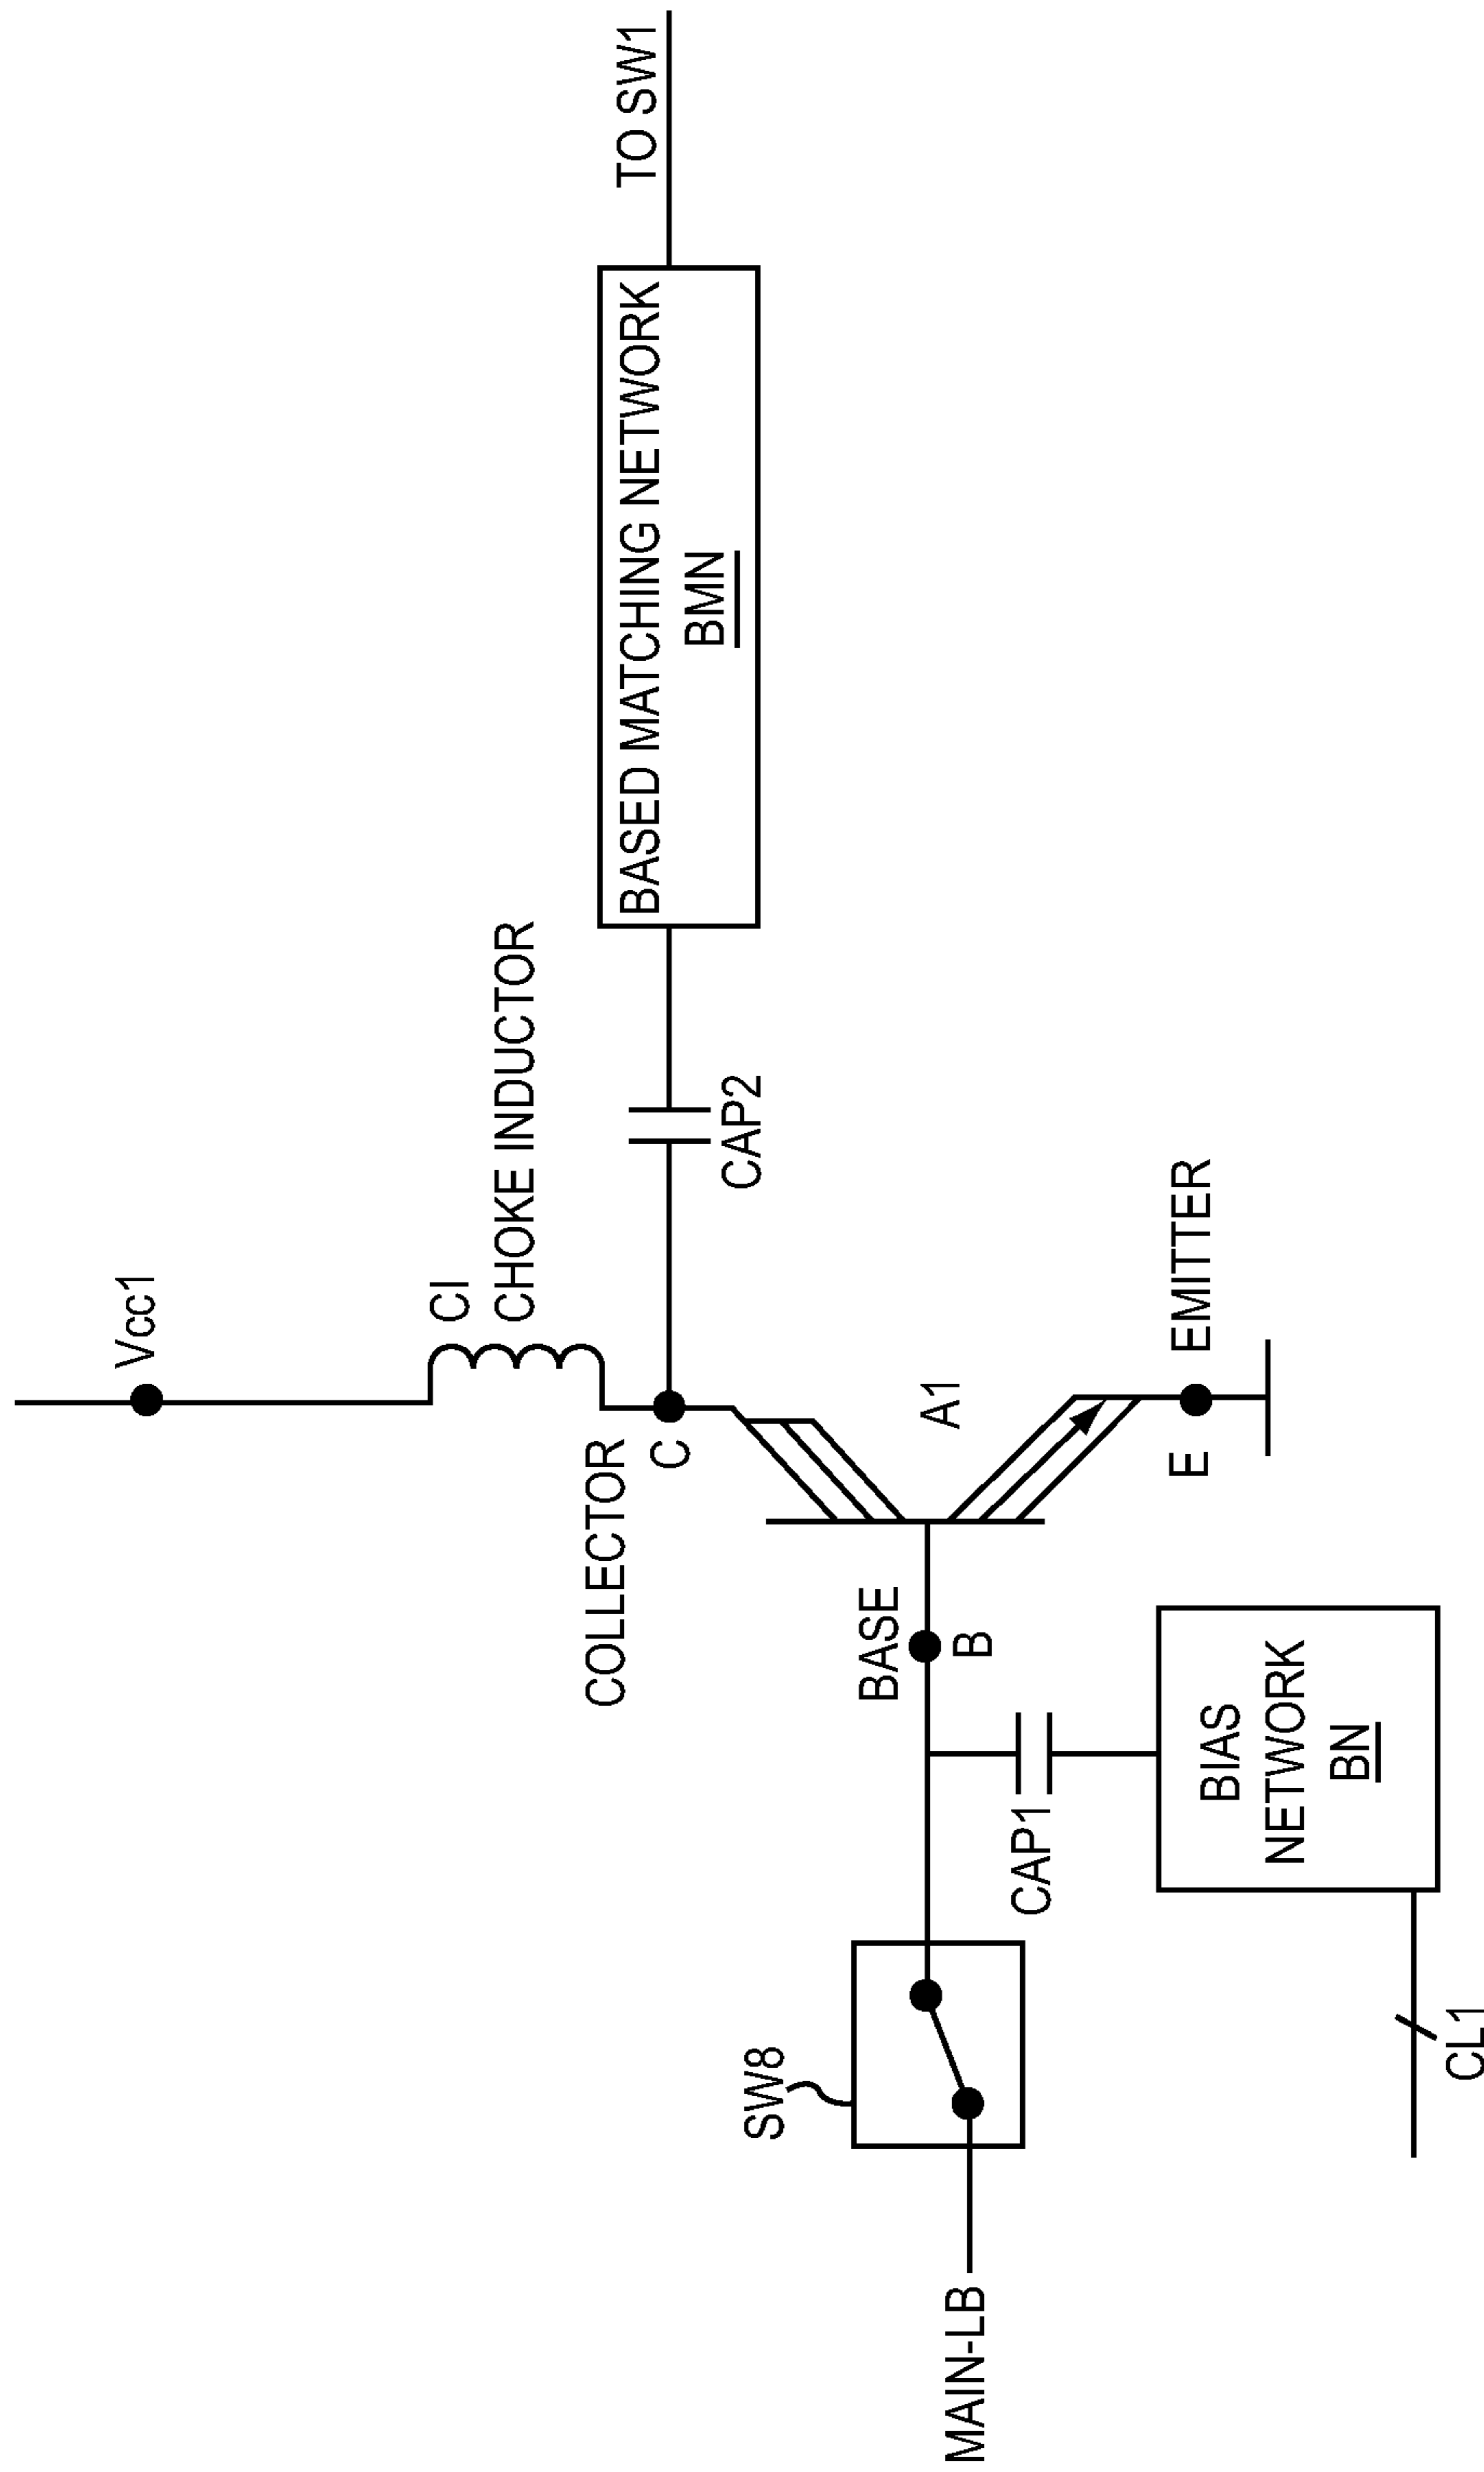 Vcc1
CI
CHOKE INDUCTOR
COLLECTOR
C
TO SW1
BASED MATCHING NETWORK
BMN
CAP2
SW8
BASE
B
A1
MAIN-LB
CAP1
E
EMITTER
BIAS
NETWORK
BN
CL1